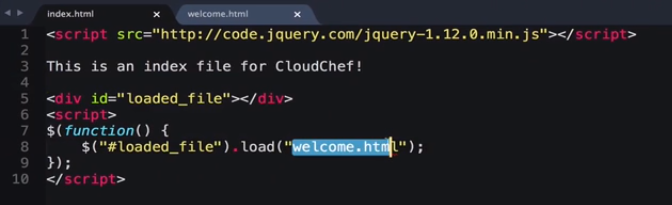 index.html welcome.html
1 <script src="http://code.jquery.com/jquery-1.12.0.min.js"></script>
2
3 This is an index file for CloudChef!
4
5 <div id="loaded_file"></div>
6 <script>
7 $(function() {
8 $("#loaded_file").load("welcome.html");
9 });
10 </script>